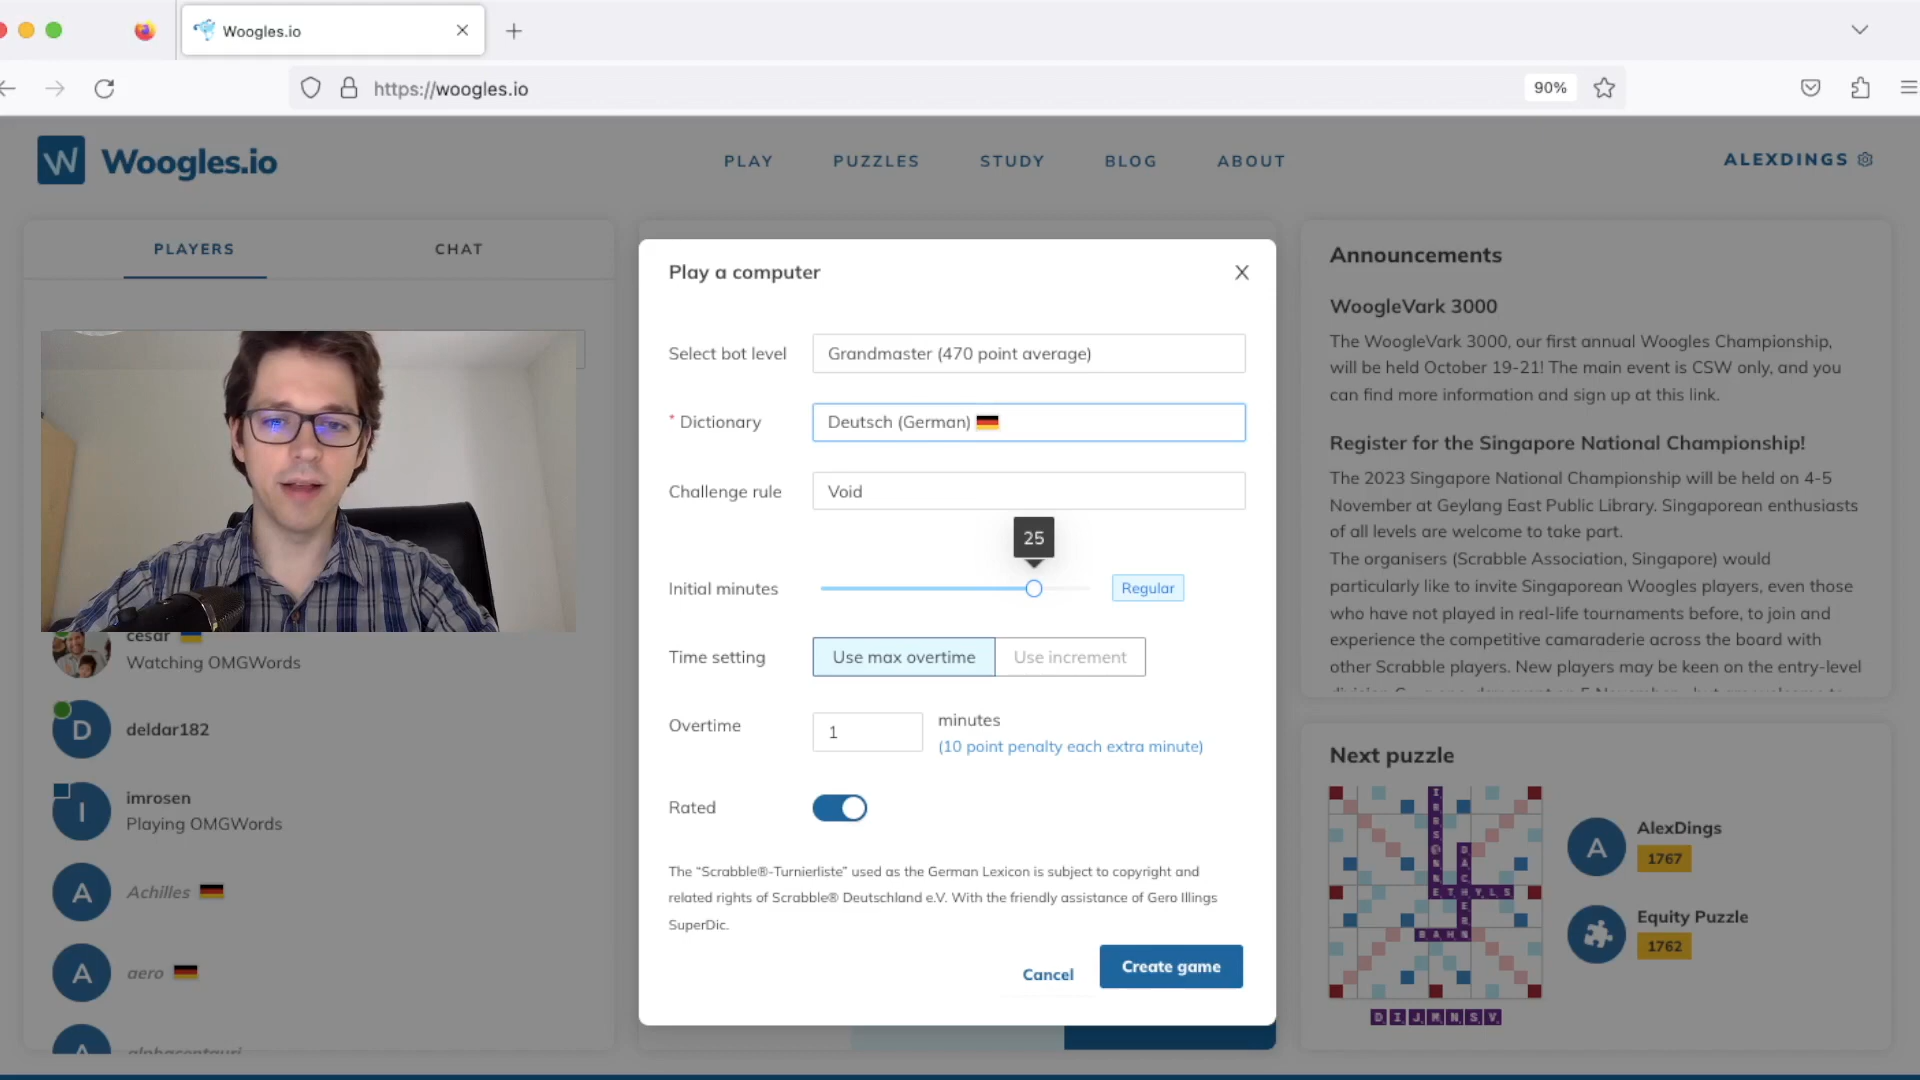 Woogles.io
https://woogles.io
90%
W Woogles.io
PLAY
PUZZLES
STUDY
BLOG
ABOUT
ALEXDINGS
PLAYERS
CHAT
cesar
Watching OMGWords
D
deldar182
I
imrosen
Playing OMGWords
A
Achilles
A
aero
A
alphacentauri
Play a computer
Select bot level
Grandmaster (470 point average)
* Dictionary
Deutsch (German)
Challenge rule
Void
25
Initial minutes
Regular
Time setting
Use max overtime
Use increment
Overtime
1
minutes
(10 point penalty each extra minute)
Rated
The “Scrabble®-Turnierliste” used as the German Lexicon is subject to copyright and
related rights of Scrabble® Deutschland e.V. With the friendly assistance of Gero Illings
SuperDic.
Cancel
Create game
Announcements
WoogleVark 3000
The WoogleVark 3000, our first annual Woogles Championship,
will be held October 19-21! The main event is CSW only, and you
can find more information and sign up at this link.
Register for the Singapore National Championship!
The 2023 Singapore National Championship will be held on 4-5
November at Geylang East Public Library. Singaporean enthusiasts
of all levels are welcome to take part.
The organisers (Scrabble Association, Singapore) would
particularly like to invite Singaporean Woogles players, even those
who have not played in real-life tournaments before, to join and
experience the competitive camaraderie across the board with
other Scrabble players. New players may be keen on the entry-level
Next puzzle
ETHYLS
BAHN
DIJMNSV
A
AlexDings
1767
Equity Puzzle
1762